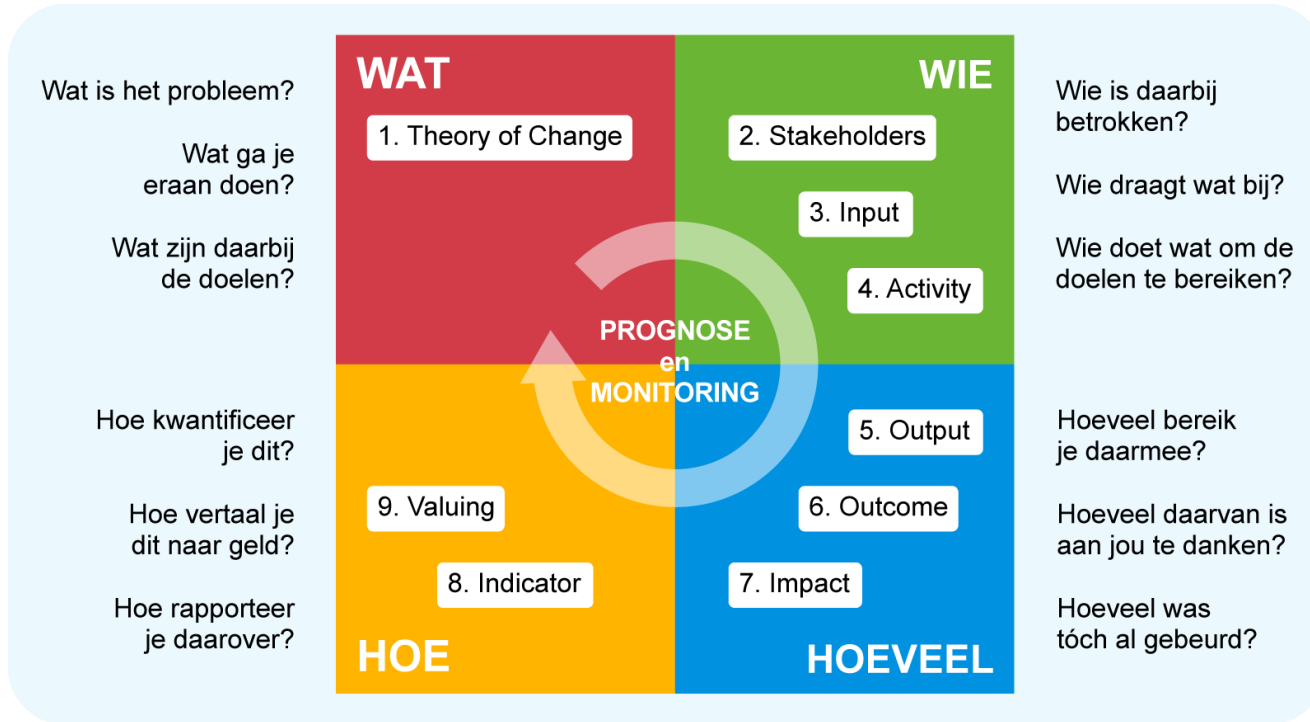 WAT
WIE
Wat is het probleem?
Wat ga je
eraan doen?
Wat zijn daarbij
de doelen?
1. Theory of Change
2. Stakeholders
3. Input
4. Activity
Wie is daarbij
betrokken?
Wie draagt wat bij?
Wie doet wat om de
doelen te bereiken?
PROGNOSE
en
MONITORING
Hoe kwantificeer
je dit?
Hoe vertaal je
dit naar geld?
Hoe rapporteer
je daarover?
9. Valuing
8. Indicator
HOE
5. Output
6. Outcome
7. Impact
HOEVEEL
Hoeveel bereik
je daarmee?
Hoeveel daarvan is
aan jou te danken?
Hoeveel was
tóch al gebeurd?